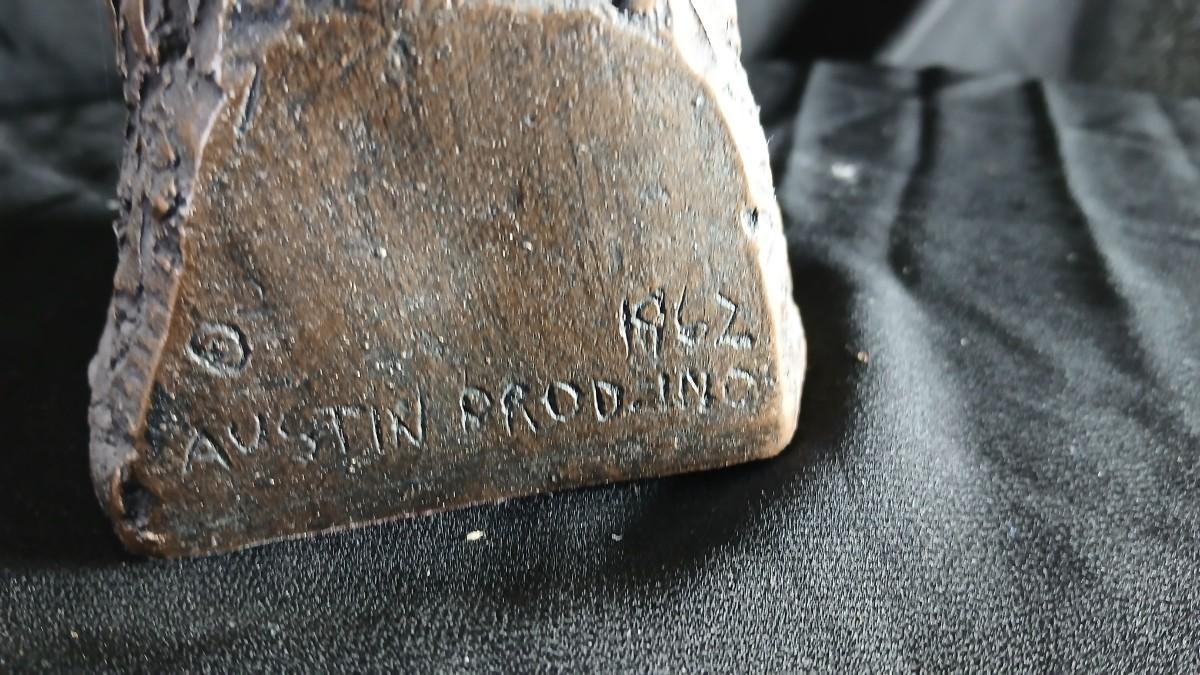 © 1962
AUSTIN PROD. INC